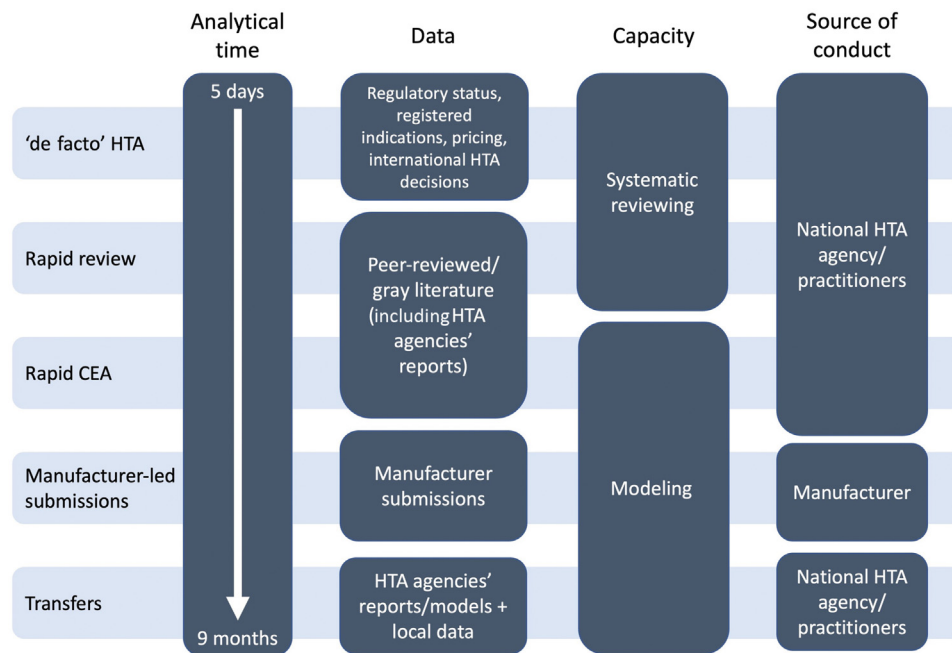 Analytical
time
Data
Capacity
Source of
conduct
5 days
Regulatory status,
registered
indications, pricing,
international HTA
decisions
'de facto' HTA
Systematic
reviewing
National HTA
agency/
practitioners
Rapid review
Peer-reviewed/
gray literature
(including HTA
agencies'
reports)
Rapid CEA
Manufacturer-led
submissions
Manufacturer
submissions
Modeling
Manufacturer
Transfers
HTA agencies'
reports/models +
local data
National HTA
agency/
practitioners
9 months